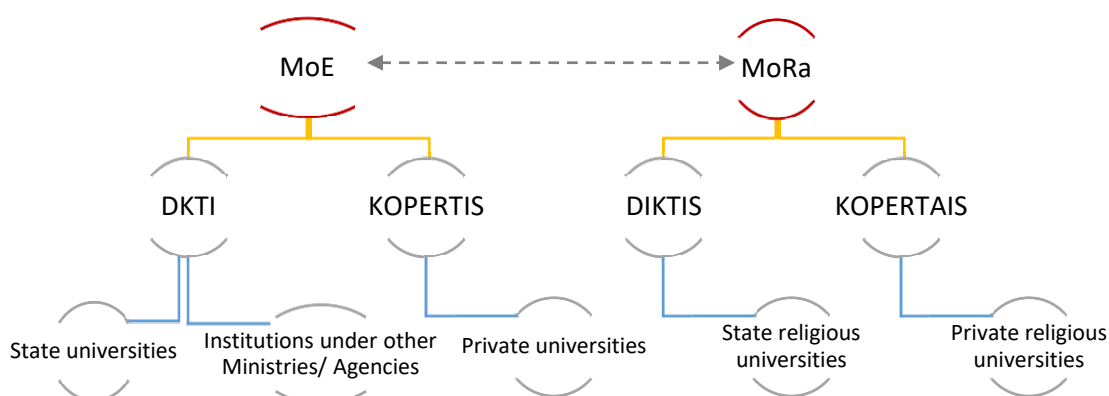 MoE
MoRa
DKTI
KOPERTIS
DIKTIS
KOPERTAIS
State universities
Institutions under other
Ministries/ Agencies
Private universities
State religious
universities
Private religious
universities